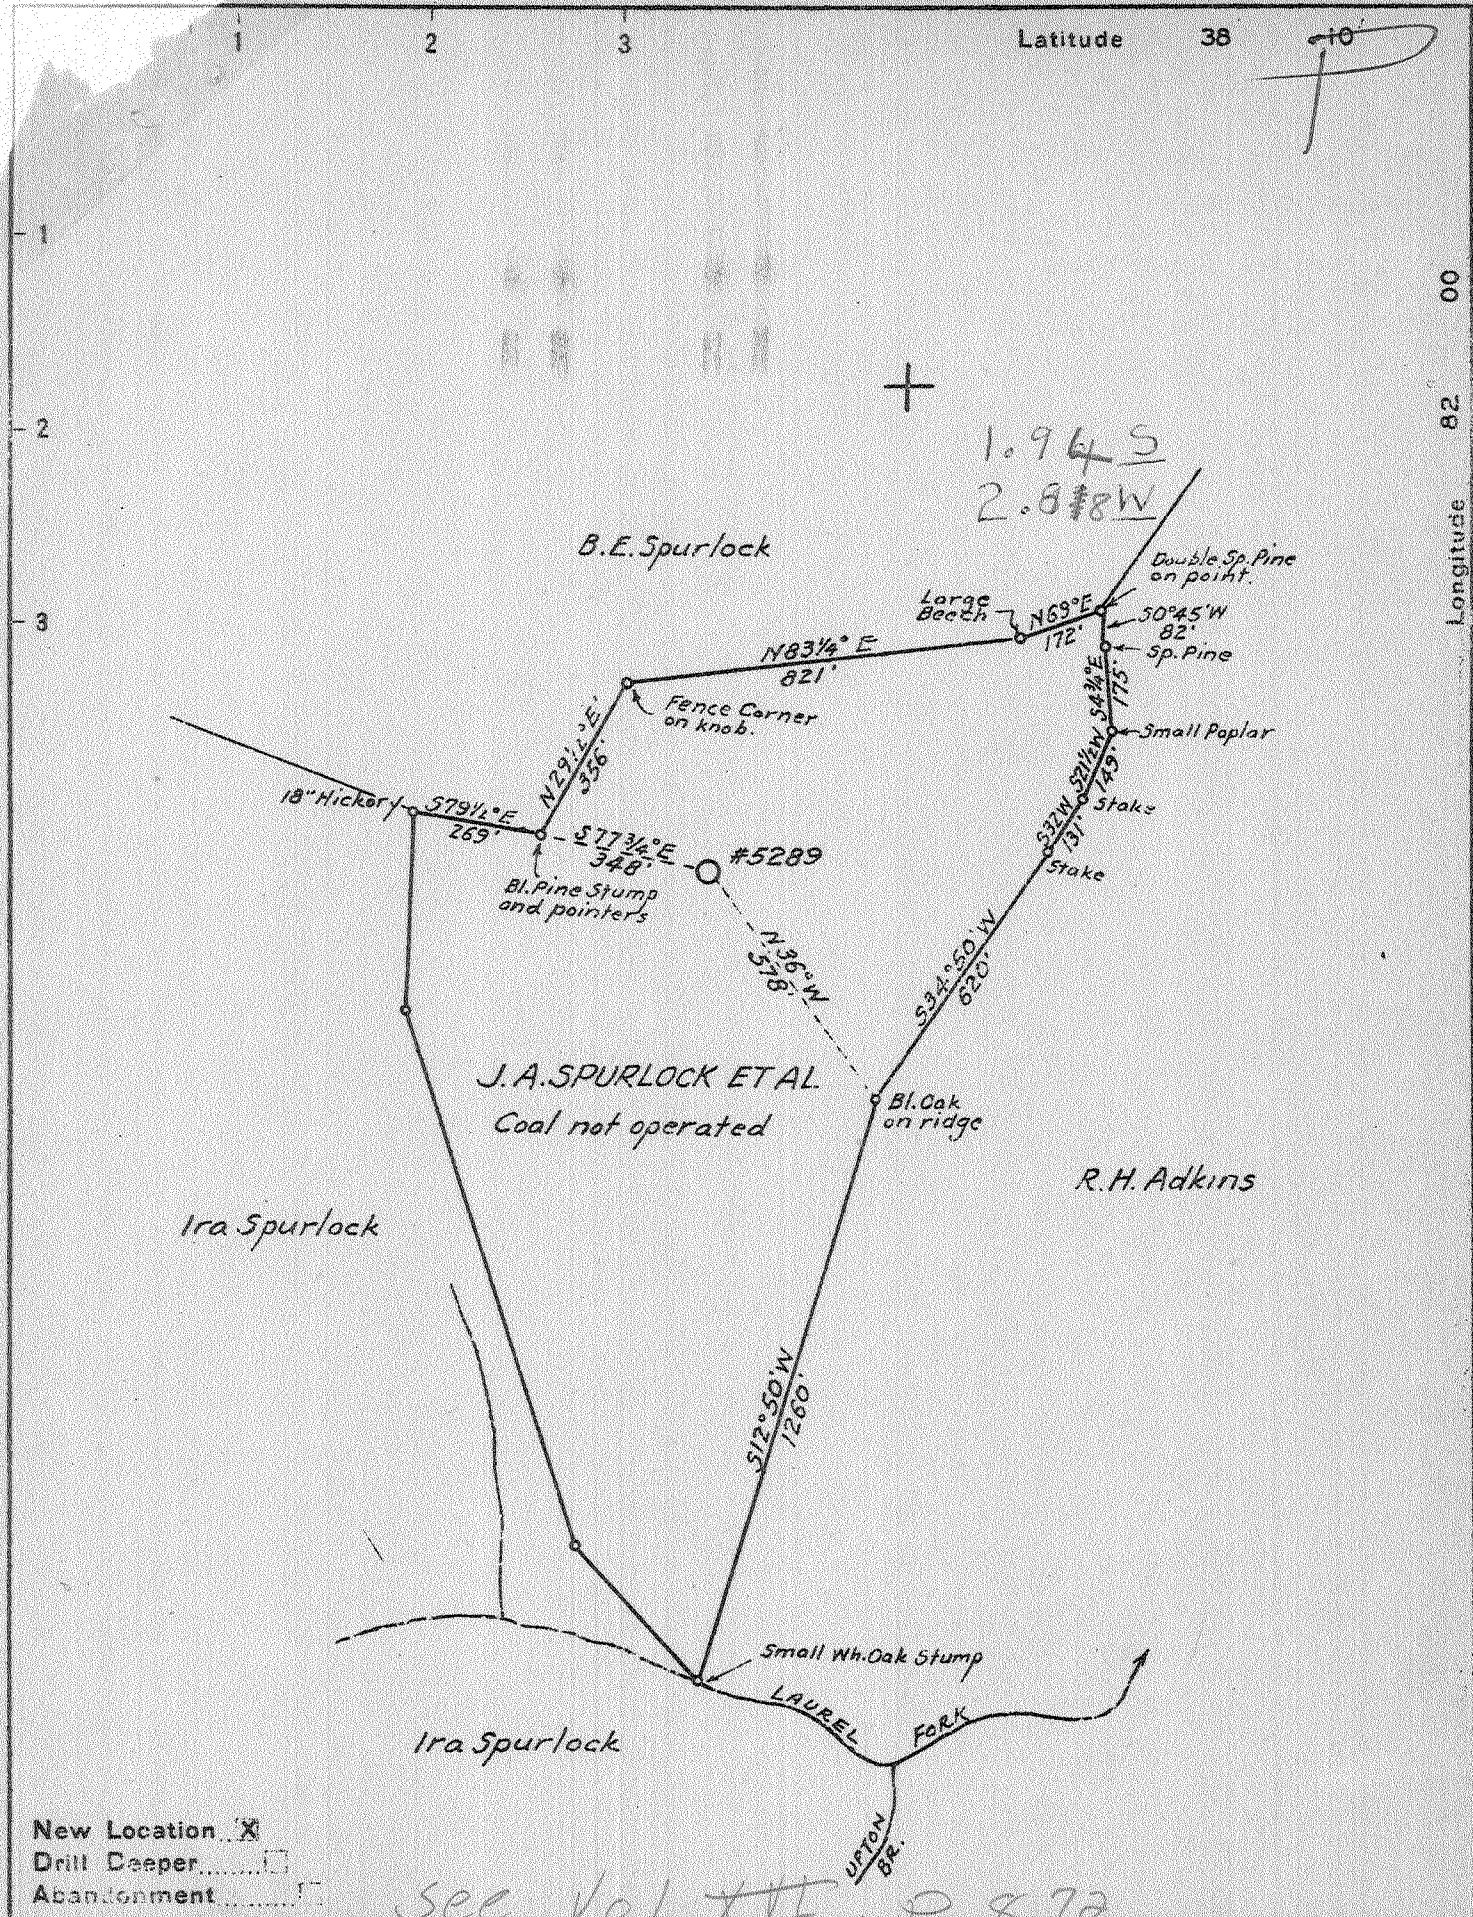 1 2 3 Latitude 38 10'
1
2
3
00
82
Longitude
1.94 S
2.88 W
B.E. Spurlock
Double Sp. Pine
on point.
Large
Beech
N69°E
172'
S0°45'W
82'
Sp. Pine
N83¼°E
821'
S4¾°E
175'
Fence Corner
on knob.
Small Poplar
N29½°E
356'
S21½W
149'
Stake
18" Hickory
S79½°E
269'
S77¾°E
348'
#5289
S32W
131'
Stake
Bl. Pine Stump
and pointers
N36°W
578'
S34°50'W
620'
J.A. SPURLOCK ET AL.
Coal not operated
Bl. Oak
on ridge
R.H. Adkins
Ira Spurlock
S12°50'W
1260'
Small Wh. Oak Stump
LAUREL FORK
Ira Spurlock
UPTON
BR.
New Location X
Drill Deeper
Abandonment
See Vol